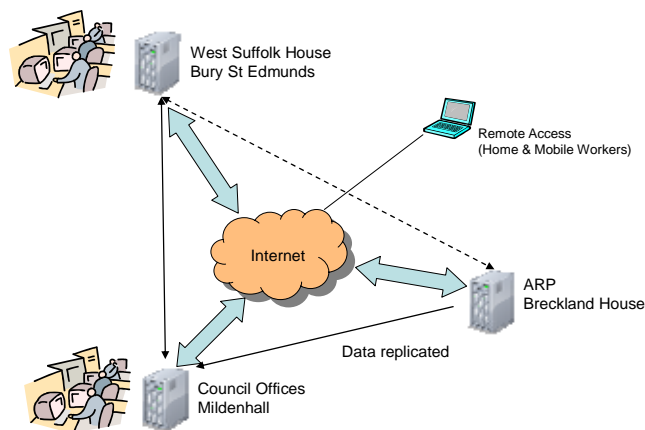 West Suffolk House
Bury St Edmunds
Remote Access
(Home & Mobile Workers)
Internet
ARP
Breckland House
Data replicated
Council Offices
Mildenhall